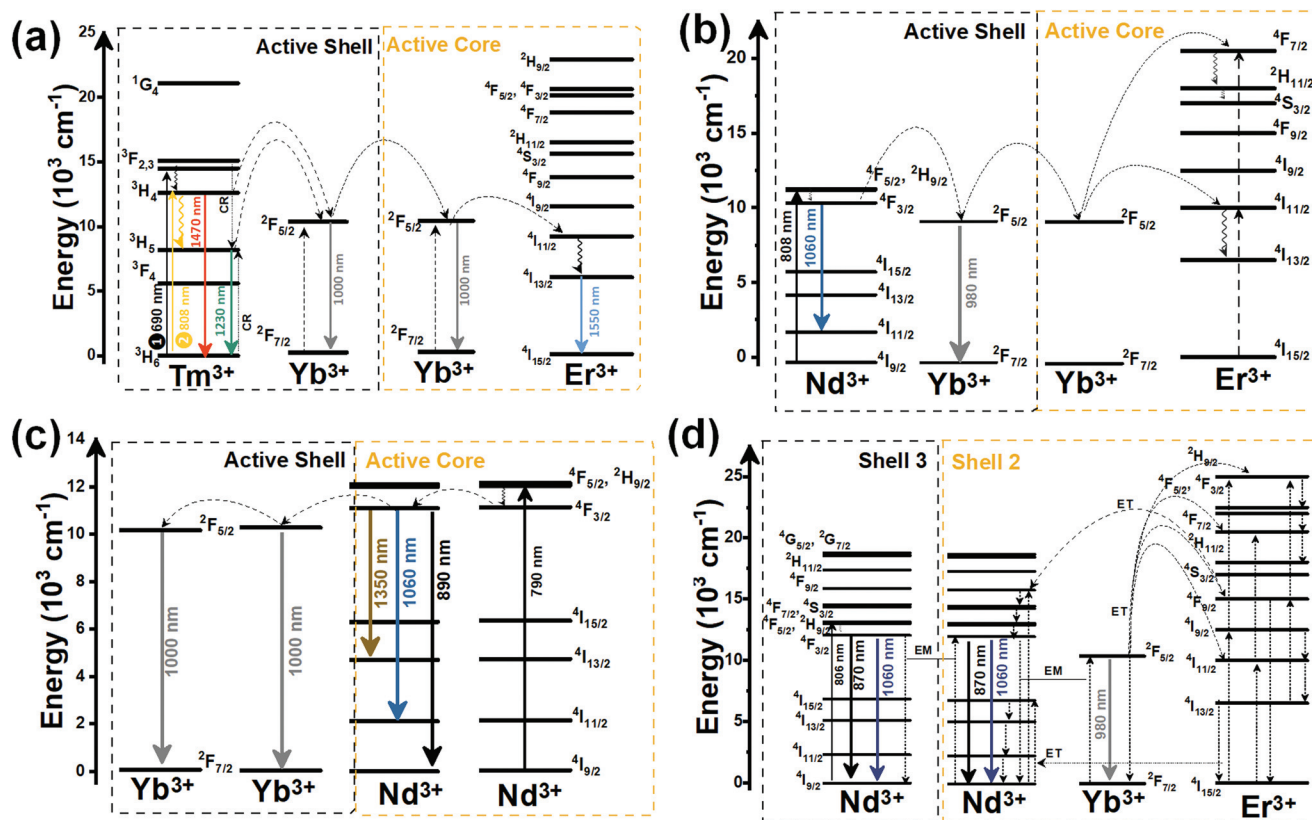 (a)
Energy (10³ cm⁻¹)
25
20
15
10
5
0
Active Shell
Active Core
¹G₄
³F₂,₃
³H₄
³H₅
³F₄
³H₆
1 690 nm
2 808 nm
1470 nm
1230 nm
CR
CR
Tm³⁺
²F₅/₂
1000 nm
²F₇/₂
Yb³⁺
²F₅/₂
1000 nm
²F₇/₂
Yb³⁺
²H₉/₂
⁴F₅/₂, ⁴F₃/₂
⁴F₇/₂
²H₁₁/₂
⁴S₃/₂
⁴F₉/₂
⁴I₉/₂
⁴I₁₁/₂
⁴I₁₃/₂
1550 nm
⁴I₁₅/₂
Er³⁺
(b)
Energy (10³ cm⁻¹)
20
15
10
5
0
Active Shell
Active Core
⁴F₅/₂, ²H₉/₂
⁴F₃/₂
808 nm
1060 nm
⁴I₁₅/₂
⁴I₁₃/₂
⁴I₁₁/₂
⁴I₉/₂
Nd³⁺
²F₅/₂
980 nm
²F₇/₂
Yb³⁺
²F₅/₂
²F₇/₂
Yb³⁺
⁴F₇/₂
²H₁₁/₂
⁴S₃/₂
⁴F₉/₂
⁴I₉/₂
⁴I₁₁/₂
⁴I₁₃/₂
⁴I₁₅/₂
Er³⁺
(c)
Energy (10³ cm⁻¹)
14
12
10
8
6
4
2
0
Active Shell
Active Core
²F₅/₂
1000 nm
1000 nm
²F₇/₂
Yb³⁺
Yb³⁺
1350 nm
1060 nm
890 nm
790 nm
⁴F₅/₂, ²H₉/₂
⁴F₃/₂
⁴I₁₅/₂
⁴I₁₃/₂
⁴I₁₁/₂
⁴I₉/₂
Nd³⁺
Nd³⁺
(d)
Energy (10³ cm⁻¹)
25
20
15
10
5
0
Shell 3
Shell 2
⁴G₅/₂, ²G₇/₂
²H₁₁/₂
⁴F₉/₂
⁴F₇/₂, ⁴S₃/₂
⁴F₅/₂, ²H₉/₂
⁴F₃/₂
806 nm
870 nm
1060 nm
⁴I₁₅/₂
⁴I₁₃/₂
⁴I₁₁/₂
⁴I₉/₂
Nd³⁺
EM
870 nm
1060 nm
Nd³⁺
EM
ET
ET
ET
²F₅/₂
980 nm
²F₇/₂
Yb³⁺
²H₉/₂
⁴F₅/₂, ⁴F₃/₂
⁴F₇/₂
²H₁₁/₂
⁴S₃/₂
⁴F₉/₂
⁴I₉/₂
⁴I₁₁/₂
⁴I₁₃/₂
⁴I₁₅/₂
Er³⁺